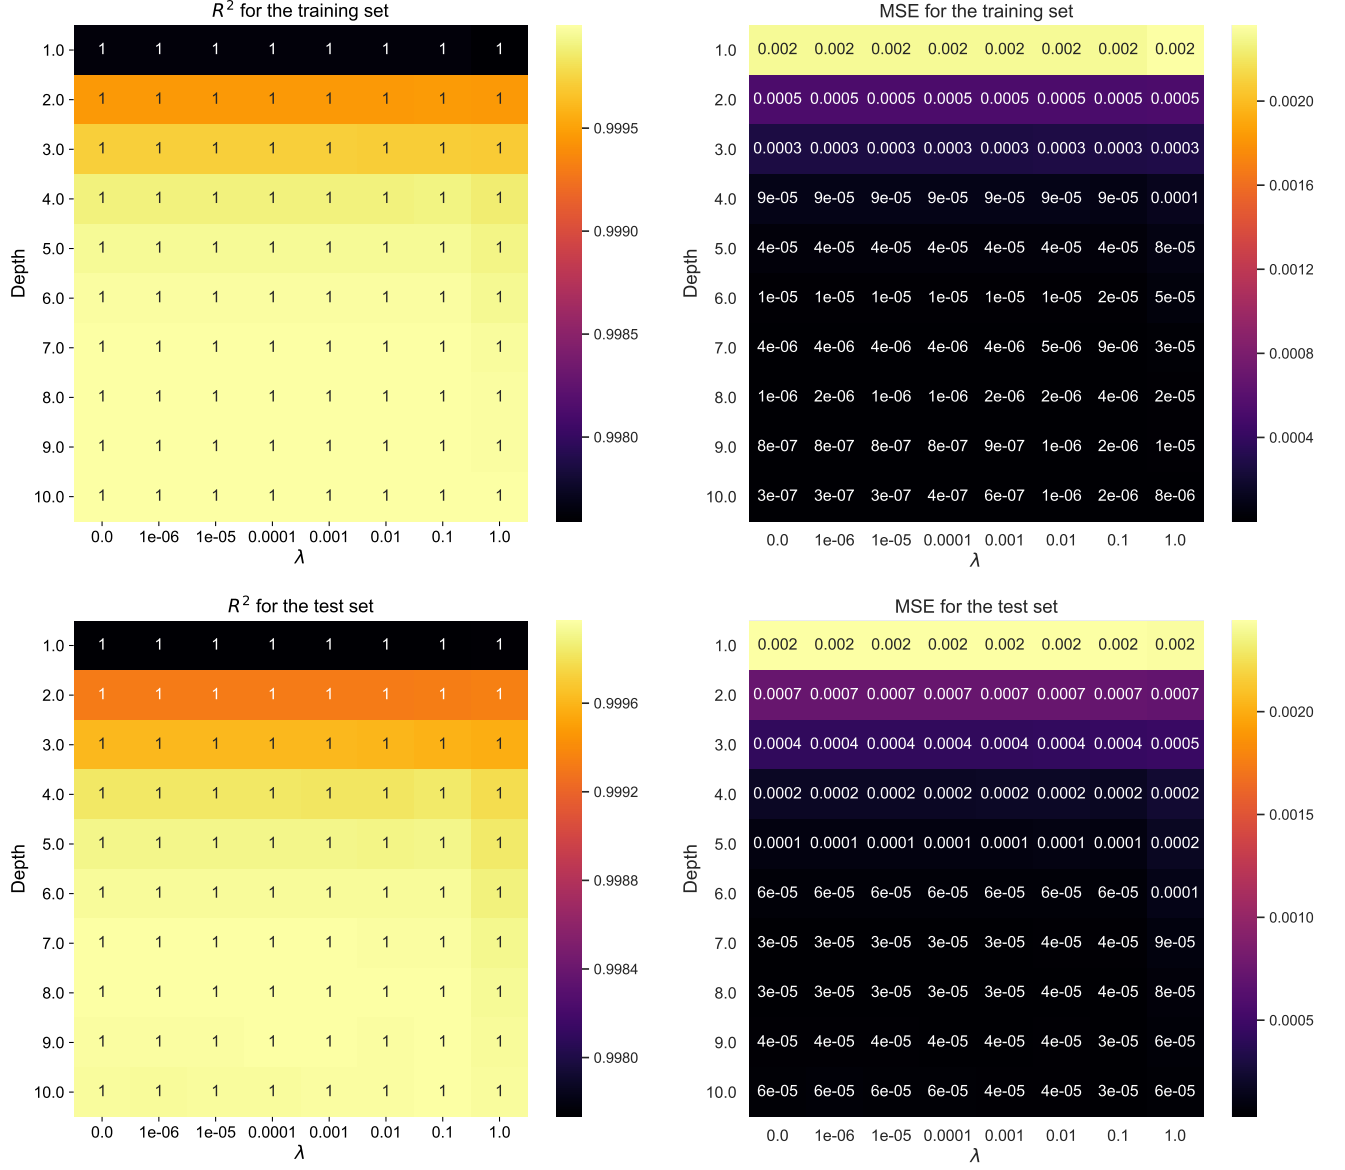 R² for the training set
1.0 1 1 1 1 1 1 1 1
2.0 1 1 1 1 1 1 1 1
3.0 1 1 1 1 1 1 1 1
4.0 1 1 1 1 1 1 1 1
5.0 1 1 1 1 1 1 1 1
6.0 1 1 1 1 1 1 1 1
7.0 1 1 1 1 1 1 1 1
8.0 1 1 1 1 1 1 1 1
9.0 1 1 1 1 1 1 1 1
10.0 1 1 1 1 1 1 1 1
Depth
0.0 1e-06 1e-05 0.0001 0.001 0.01 0.1 1.0
λ
0.9995
0.9990
0.9985
0.9980
MSE for the training set
1.0 0.002 0.002 0.002 0.002 0.002 0.002 0.002 0.002
2.0 0.0005 0.0005 0.0005 0.0005 0.0005 0.0005 0.0005 0.0005
3.0 0.0003 0.0003 0.0003 0.0003 0.0003 0.0003 0.0003 0.0003
4.0 9e-05 9e-05 9e-05 9e-05 9e-05 9e-05 9e-05 0.0001
5.0 4e-05 4e-05 4e-05 4e-05 4e-05 4e-05 4e-05 8e-05
6.0 1e-05 1e-05 1e-05 1e-05 1e-05 1e-05 2e-05 5e-05
7.0 4e-06 4e-06 4e-06 4e-06 4e-06 5e-06 9e-06 3e-05
8.0 1e-06 2e-06 1e-06 1e-06 2e-06 2e-06 4e-06 2e-05
9.0 8e-07 8e-07 8e-07 8e-07 9e-07 1e-06 2e-06 1e-05
10.0 3e-07 3e-07 3e-07 4e-07 6e-07 1e-06 2e-06 8e-06
Depth
0.0 1e-06 1e-05 0.0001 0.001 0.01 0.1 1.0
λ
0.0020
0.0016
0.0012
0.0008
0.0004
R² for the test set
1.0 1 1 1 1 1 1 1 1
2.0 1 1 1 1 1 1 1 1
3.0 1 1 1 1 1 1 1 1
4.0 1 1 1 1 1 1 1 1
5.0 1 1 1 1 1 1 1 1
6.0 1 1 1 1 1 1 1 1
7.0 1 1 1 1 1 1 1 1
8.0 1 1 1 1 1 1 1 1
9.0 1 1 1 1 1 1 1 1
10.0 1 1 1 1 1 1 1 1
Depth
0.0 1e-06 1e-05 0.0001 0.001 0.01 0.1 1.0
λ
0.9996
0.9992
0.9988
0.9984
0.9980
MSE for the test set
1.0 0.002 0.002 0.002 0.002 0.002 0.002 0.002 0.002
2.0 0.0007 0.0007 0.0007 0.0007 0.0007 0.0007 0.0007 0.0007
3.0 0.0004 0.0004 0.0004 0.0004 0.0004 0.0004 0.0004 0.0005
4.0 0.0002 0.0002 0.0002 0.0002 0.0002 0.0002 0.0002 0.0002
5.0 0.0001 0.0001 0.0001 0.0001 0.0001 0.0001 0.0001 0.0002
6.0 6e-05 6e-05 6e-05 6e-05 6e-05 6e-05 6e-05 0.0001
7.0 3e-05 3e-05 3e-05 3e-05 3e-05 4e-05 4e-05 9e-05
8.0 3e-05 3e-05 3e-05 3e-05 3e-05 4e-05 4e-05 8e-05
9.0 4e-05 4e-05 4e-05 4e-05 4e-05 4e-05 3e-05 6e-05
10.0 6e-05 6e-05 6e-05 6e-05 4e-05 4e-05 3e-05 6e-05
Depth
0.0 1e-06 1e-05 0.0001 0.001 0.01 0.1 1.0
λ
0.0020
0.0015
0.0010
0.0005